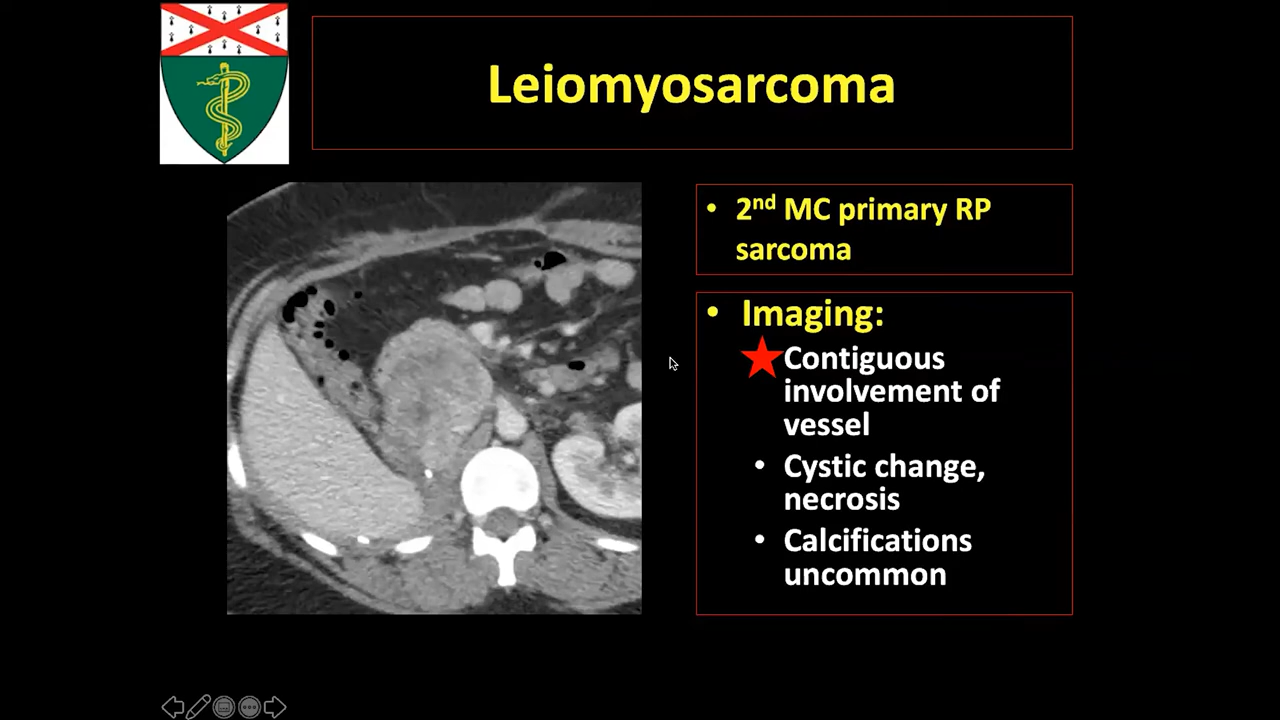 Leiomyosarcoma
• 2nd MC primary RP
sarcoma
• Imaging:
Contiguous
involvement of
vessel
• Cystic change,
necrosis
• Calcifications
uncommon